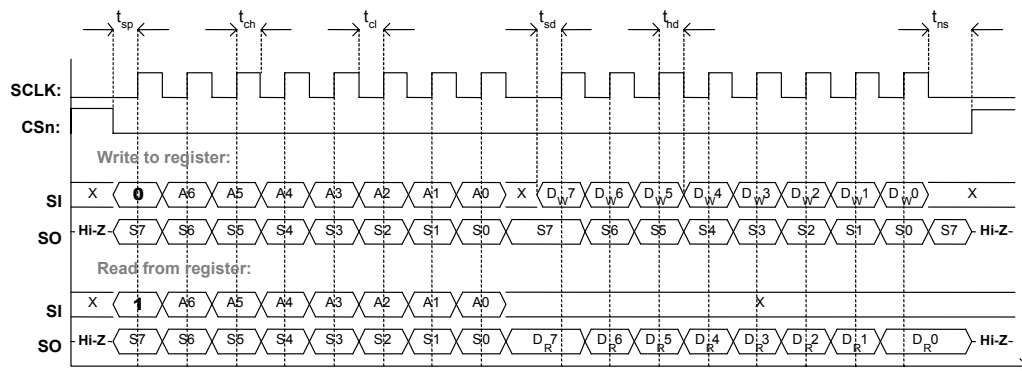 tsp tch tcl tsd thd tns
SCLK:
CSn:
Write to register:
SI X 0 A6 A5 A4 A3 A2 A1 A0 X DW7 DW6 DW5 DW4 DW3 DW2 DW1 DW0 X
SO Hi-Z S7 S6 S5 S4 S3 S2 S1 S0 S7 S6 S5 S4 S3 S2 S1 S0 S7 Hi-Z
Read from register:
SI X 1 A6 A5 A4 A3 A2 A1 A0 X
SO Hi-Z S7 S6 S5 S4 S3 S2 S1 S0 DR7 DR6 DR5 DR4 DR3 DR2 DR1 DR0 Hi-Z